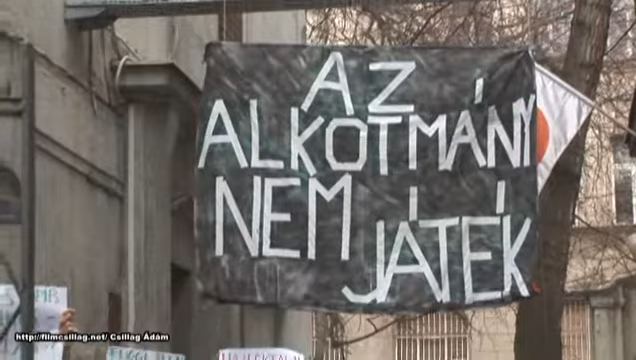 AZ
ALKOTMÁNY
NEM
JÁTÉK
http://filmcsillag.net/ Csillag Ádám